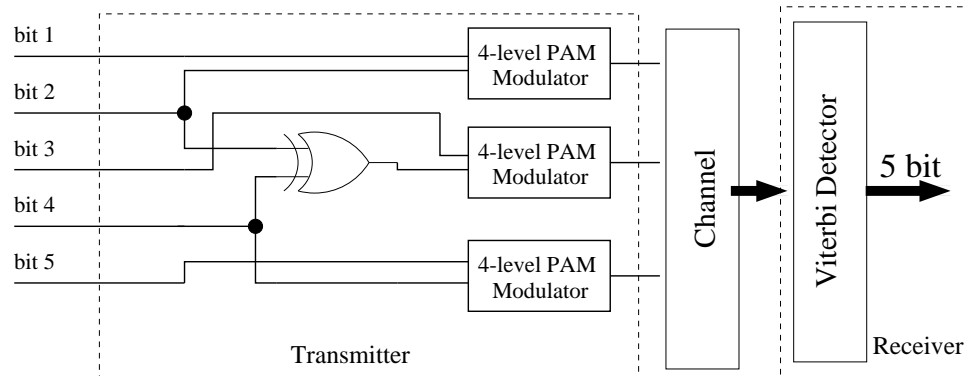 bit 1
bit 2
bit 3
bit 4
bit 5
4-level PAM
Modulator
4-level PAM
Modulator
4-level PAM
Modulator
Transmitter
Channel
Viterbi Detector
5 bit
Receiver